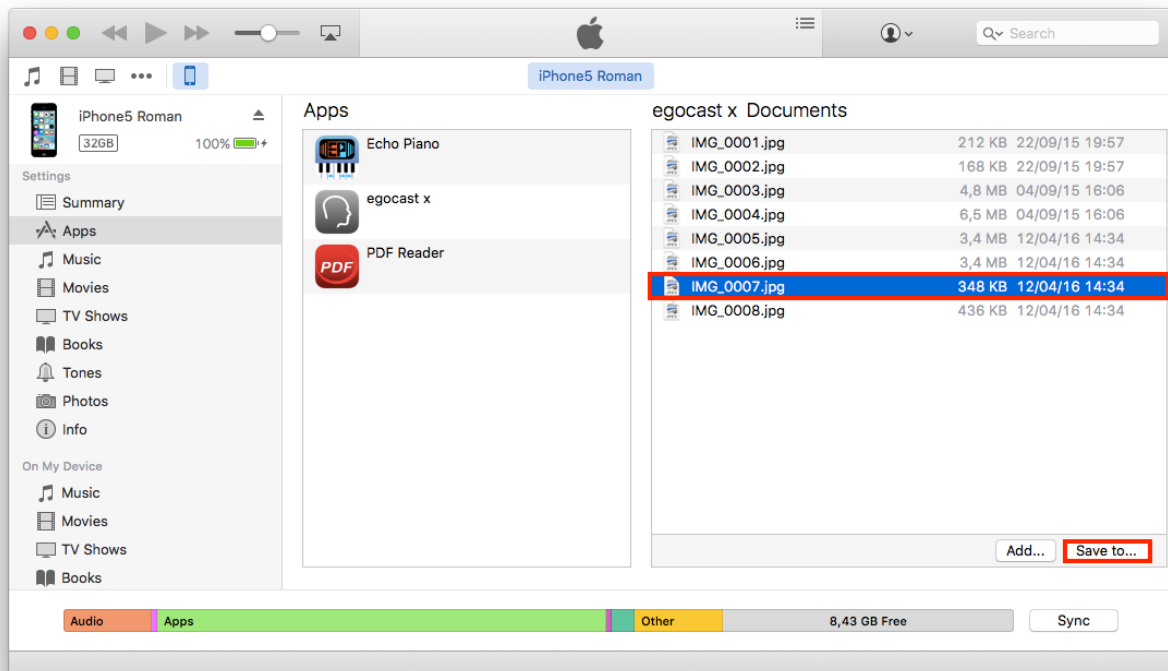 Search
iPhone5 Roman
iPhone5 Roman
32GB
100%
Settings
Summary
Apps
Music
Movies
TV Shows
Books
Tones
Photos
Info
On My Device
Music
Movies
TV Shows
Books
Apps
Echo Piano
egocast x
PDF
PDF Reader
egocast x Documents
IMG_0001.jpg 212 KB 22/09/15 19:57
IMG_0002.jpg 168 KB 22/09/15 19:57
IMG_0003.jpg 4,8 MB 04/09/15 16:06
IMG_0004.jpg 6,5 MB 04/09/15 16:06
IMG_0005.jpg 3,4 MB 12/04/16 14:34
IMG_0006.jpg 3,4 MB 12/04/16 14:34
IMG_0007.jpg 348 KB 12/04/16 14:34
IMG_0008.jpg 436 KB 12/04/16 14:34
Add... Save to...
Audio Apps Other 8,43 GB Free Sync